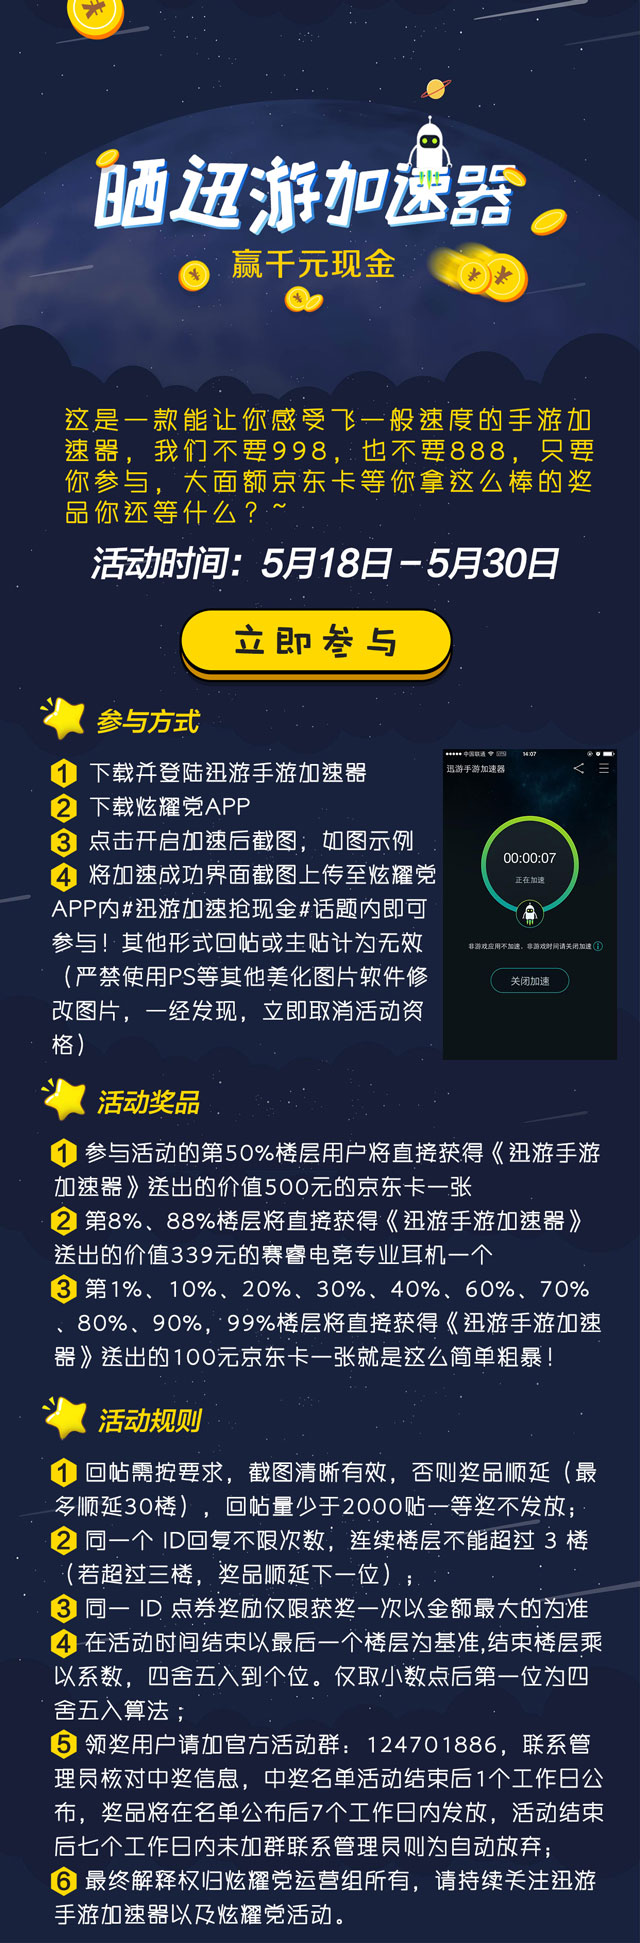 晒迅游加速器
赢千元现金
这是一款能让你感受飞一般速度的手游加
速器，我们不要998，也不要888，只要
你参与，大面额京东卡等你拿这么棒的奖
品你还等什么？~
活动时间：5月18日－5月30日
立即参与
参与方式
1 下载并登陆迅游手游加速器
2 下载炫耀党APP
3 点击开启加速后截图，如图示例
4 将加速成功界面截图上传至炫耀党
APP内#迅游加速抢现金#话题内即可
参与！其他形式回帖或主贴计为无效
（严禁使用PS等其他美化图片软件修
改图片，一经发现，立即取消活动资
格）
中国联通 14:07
迅游手游加速器
00:00:07
正在加速
非游戏应用不加速，非游戏时间请关闭加速
关闭加速
活动奖品
1 参与活动的第50%楼层用户将直接获得《迅游手游
加速器》送出的价值500元的京东卡一张
2 第8%、88%楼层将直接获得《迅游手游加速器》
送出的价值339元的赛睿电竞专业耳机一个
3 第1%、10%、20%、30%、40%、60%、70%
、80%、90%，99%楼层将直接获得《迅游手游加速
器》送出的100元京东卡一张就是这么简单粗暴！
活动规则
1 回帖需按要求，截图清晰有效，否则奖品顺延（最
多顺延30楼），回帖量少于2000贴一等奖不发放；
2 同一个 ID回复不限次数，连续楼层不能超过 3 楼
（若超过三楼，奖品顺延下一位）；
3 同一 ID 点券奖励仅限获奖一次以金额最大的为准
4 在活动时间结束以最后一个楼层为基准,结束楼层乘
以系数，四舍五入到个位。仅取小数点后第一位为四
舍五入算法；
5 领奖用户请加官方活动群：124701886，联系管
理员核对中奖信息，中奖名单活动结束后1个工作日公
布，奖品将在名单公布后7个工作日内发放，活动结束
后七个工作日内未加群联系管理员则为自动放弃；
6 最终解释权归炫耀党运营组所有，请持续关注迅游
手游加速器以及炫耀党活动。